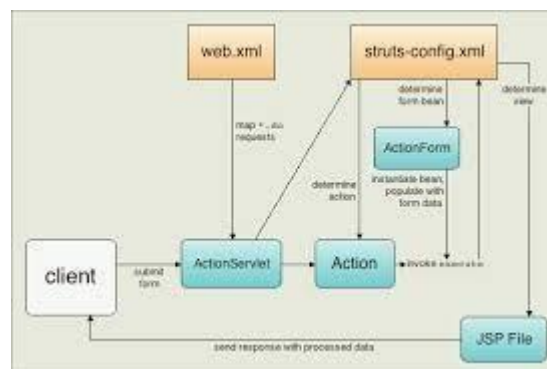 web.xml
struts-config.xml
map *.do
requests
determine
form bean
determine
view
ActionForm
instantiate bean,
populate with
form data
determine
action
client
submit
form
ActionServlet
Action
invoke execute
JSP File
send response with processed data